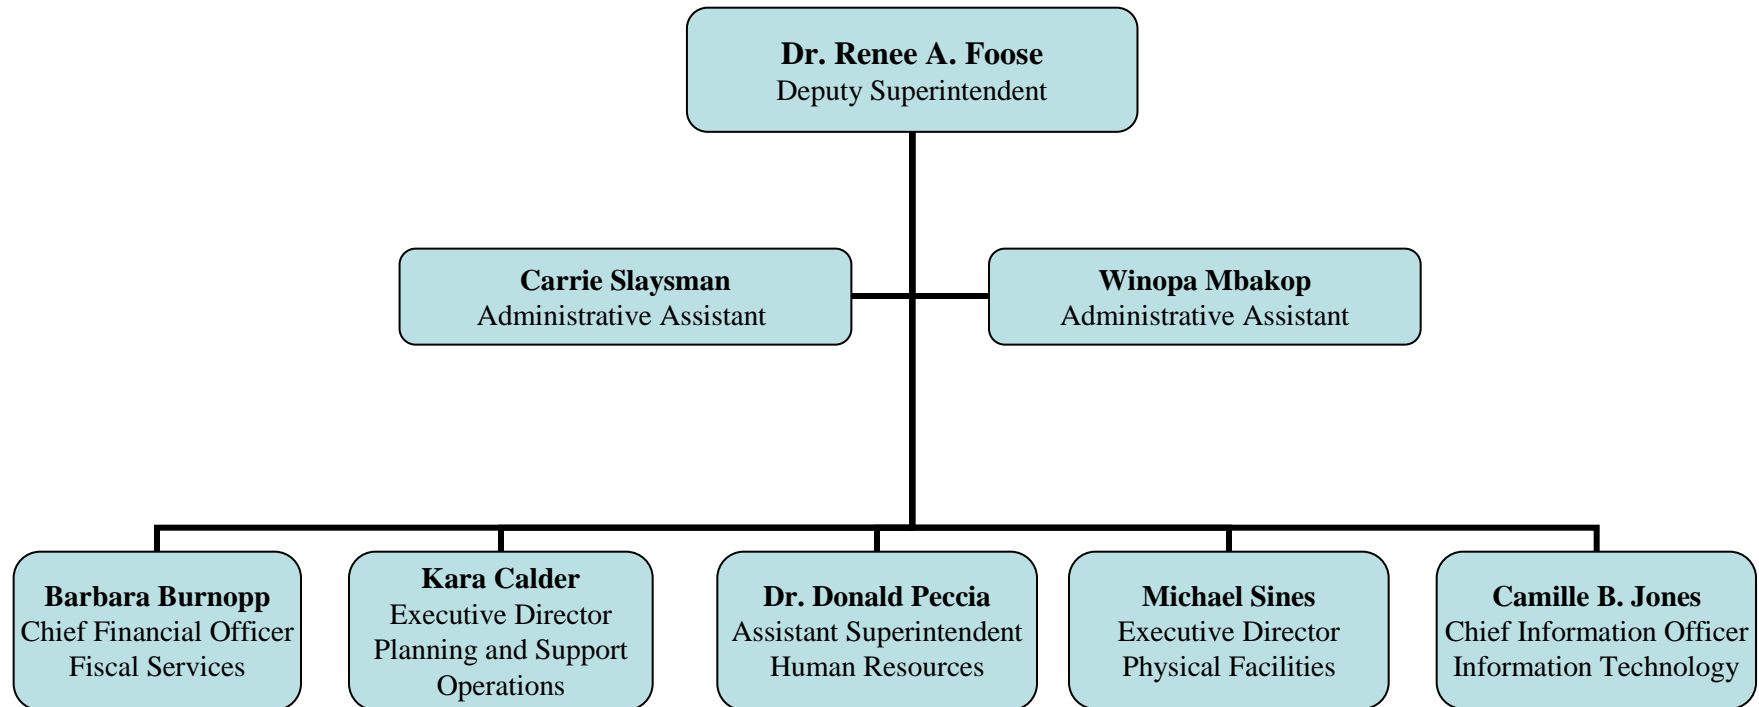 Dr. Renee A. Foose
Deputy Superintendent
Carrie Slaysman
Administrative Assistant
Winopa Mbakop
Administrative Assistant
Barbara Burnopp
Chief Financial Officer
Fiscal Services
Kara Calder
Executive Director
Planning and Support
Operations
Dr. Donald Peccia
Assistant Superintendent
Human Resources
Michael Sines
Executive Director
Physical Facilities
Camille B. Jones
Chief Information Officer
Information Technology